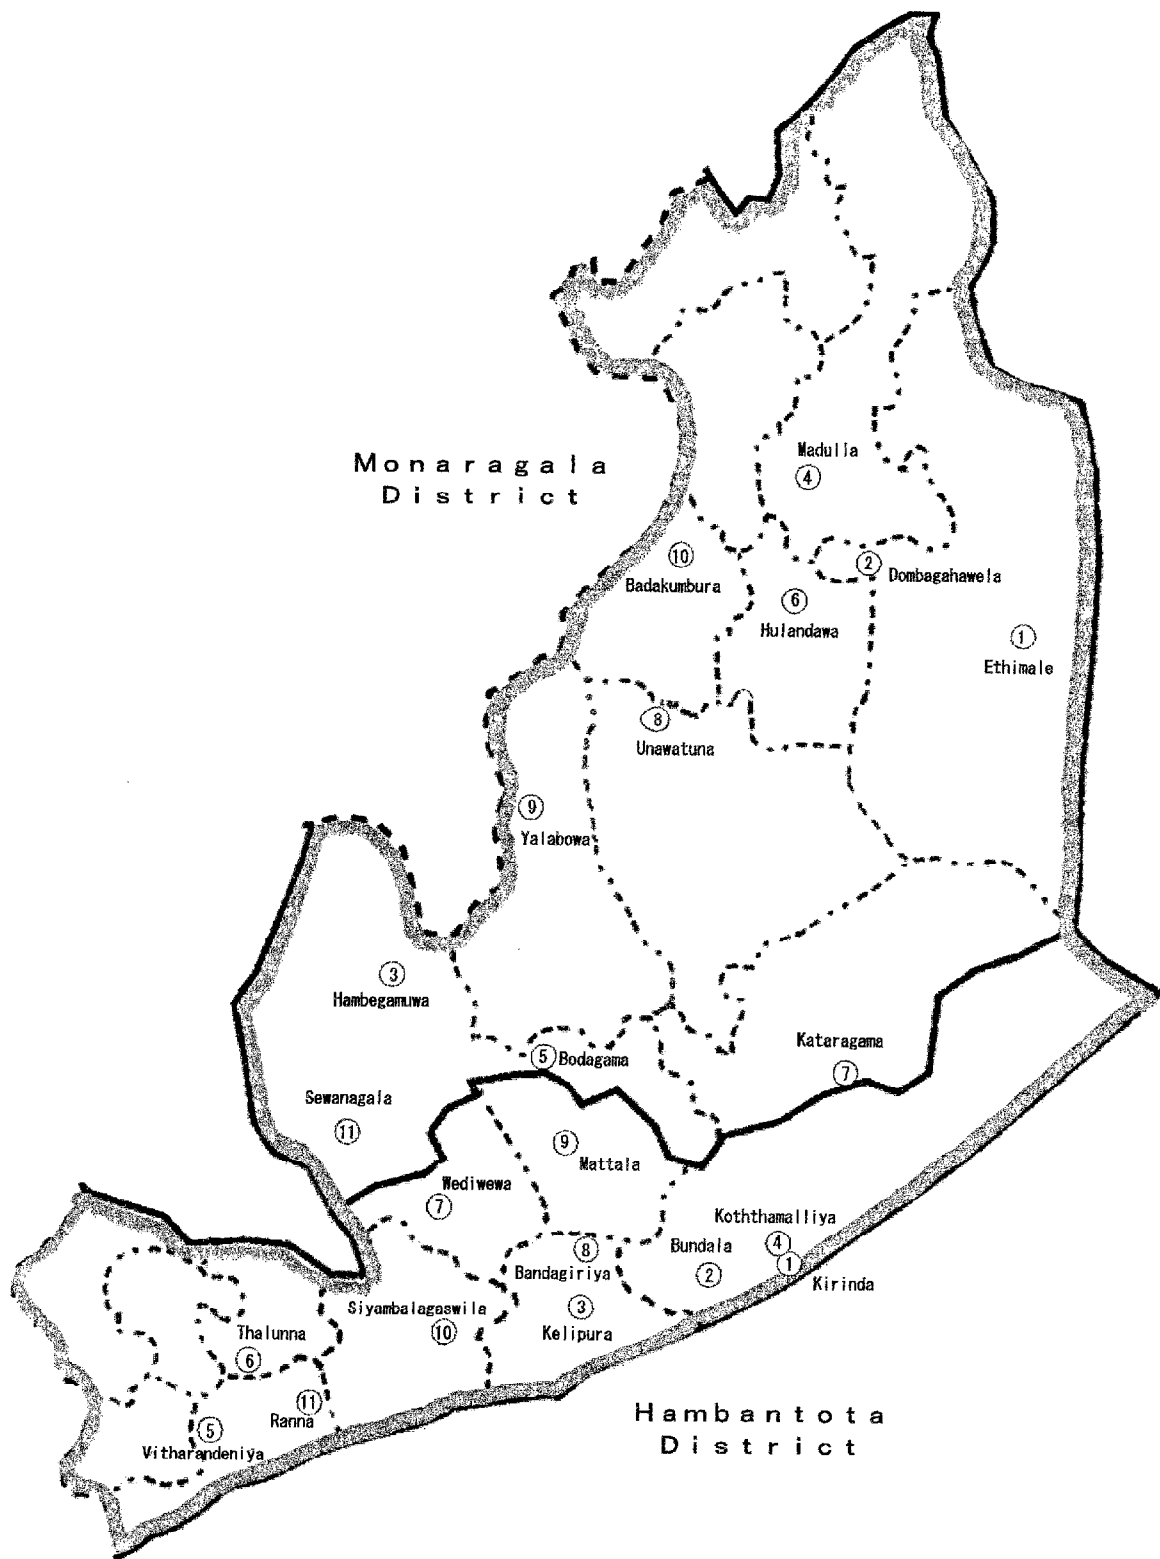 Monaragala
District
Madulla
④
⑩
Badakumbura
② Dombagahawela
⑥
Hulandawa
①
Ethimale
⑧
Unawatuna
⑨
Yalabowa
③
Hambegamuwa
⑤ Bodagama
Kataragama
⑦
Sewanagala
⑪
⑨
Mattala
Wediwewa
⑦
Koththamalliya
④
Bundala
②
①
Kirinda
⑧
Bandagiriya
③
Kelipura
Siyambalagaswila
⑩
Thalunna
⑥
⑪
Ranna
⑤
Vitharandeniya
Hambantota
District